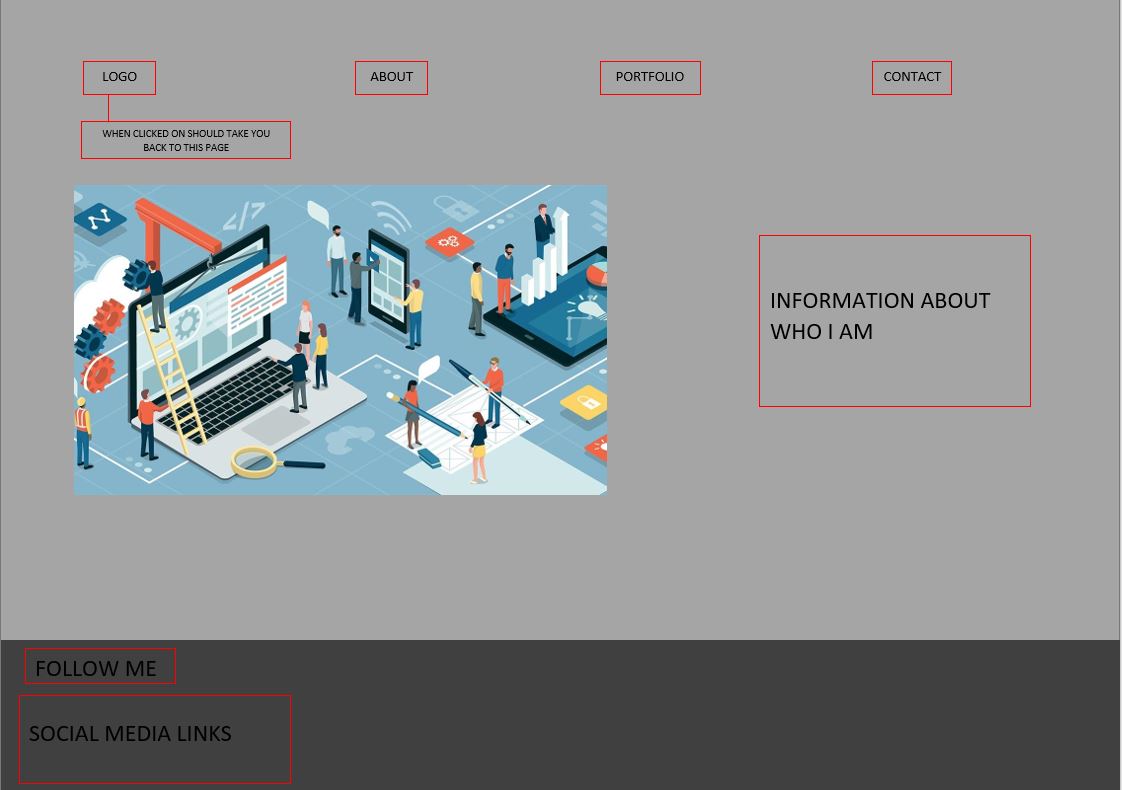 LOGO
ABOUT
PORTFOLIO
CONTACT
WHEN CLICKED ON SHOULD TAKE YOU
BACK TO THIS PAGE
</>
INFORMATION ABOUT
WHO I AM
FOLLOW ME
SOCIAL MEDIA LINKS